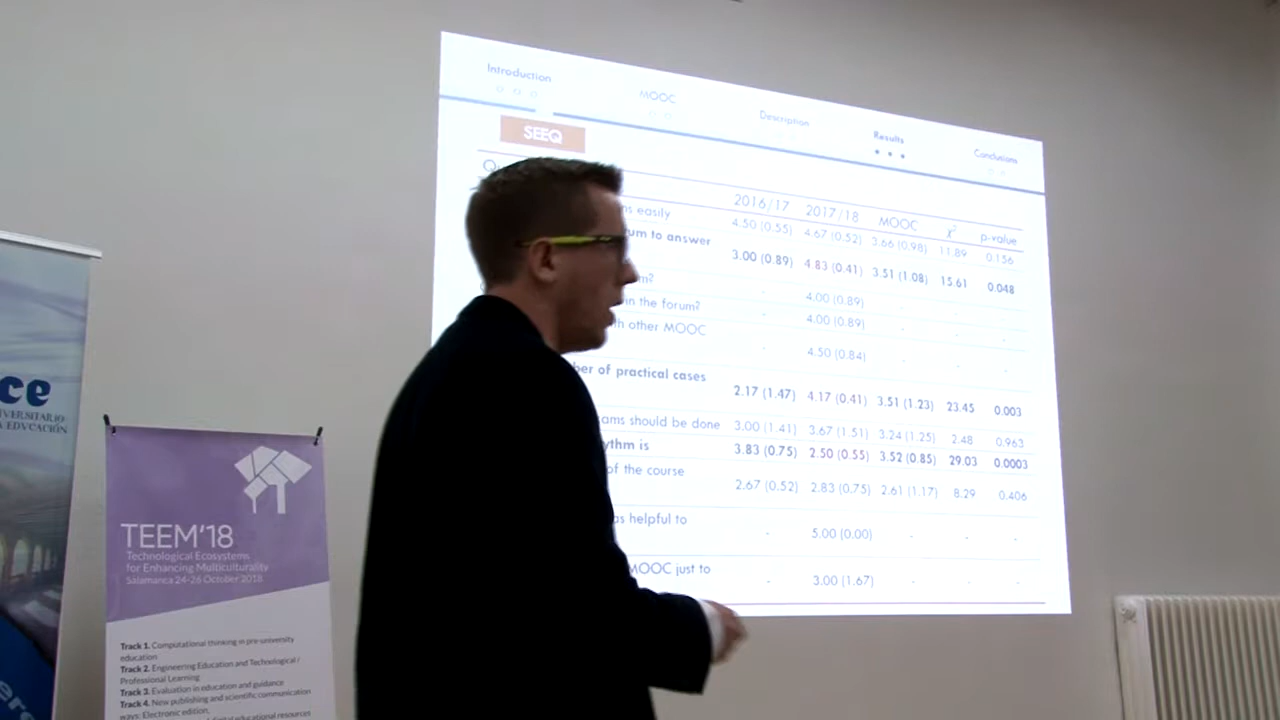 Introduction
MOOC
Description
Results
Conclusions
SEEQ
2016/17 2017/18 MOOC χ² p-value
easily 4.50 (0.55) 4.67 (0.52) 3.66 (0.98) 11.89 0.156
to answer
3.00 (0.89) 4.83 (0.41) 3.51 (1.08) 15.61 0.048
- 4.00 (0.89) - - -
in the forum? - 4.00 (0.89) - - -
other MOOC
- 4.50 (0.84) - - -
of practical cases
2.17 (1.47) 4.17 (0.41) 3.51 (1.23) 23.45 0.003
should be done 3.00 (1.41) 3.67 (1.51) 3.24 (1.25) 2.48 0.963
is 3.83 (0.75) 2.50 (0.55) 3.52 (0.85) 29.03 0.0003
of the course
2.67 (0.52) 2.83 (0.75) 2.61 (1.17) 8.29 0.406
helpful to
- 5.00 (0.00) - - -
MOOC just to
- 3.00 (1.67) - - -
ce
TEEM'18
Technological Ecosystems
for Enhancing Multiculturality
Salamanca 24-26 October 2018
Track 1. Computational thinking in pre-university
education
Track 2. Engineering Education and Technological /
Professional Learning
Track 3. Evaluation in education and guidance
Track 4. New publishing and scientific communication
ways: Electronic edition,
digital educational resources